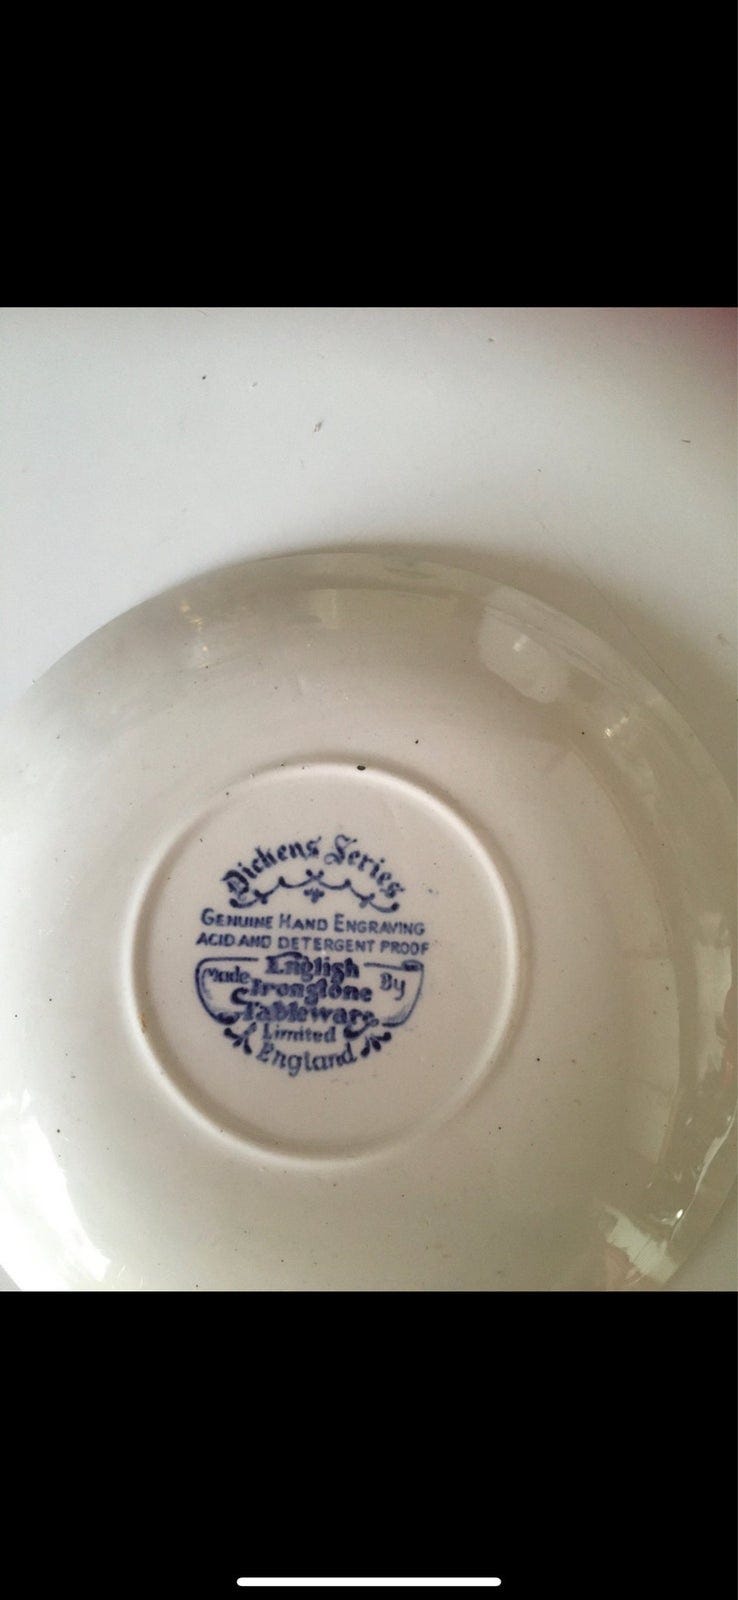 Dickens Series
GENUINE HAND ENGRAVING
ACID AND DETERGENT PROOF
Made English By
Ironstone
Tableware
Limited
England